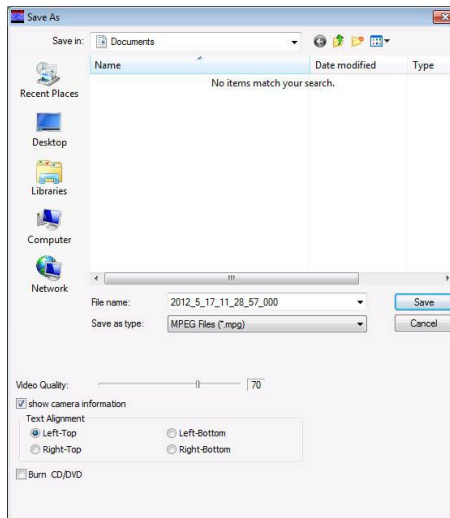 Save As
Save in: Documents
Name Date modified Type
No items match your search.
Recent Places
Desktop
Libraries
Computer
Network
File name: 2012_5_17_11_28_57_000 Save
Save as type: MPEG Files (*.mpg) Cancel
Video Quality: 70
show camera information
Text Alignment
Left-Top Left-Bottom
Right-Top Right-Bottom
Burn CD/DVD